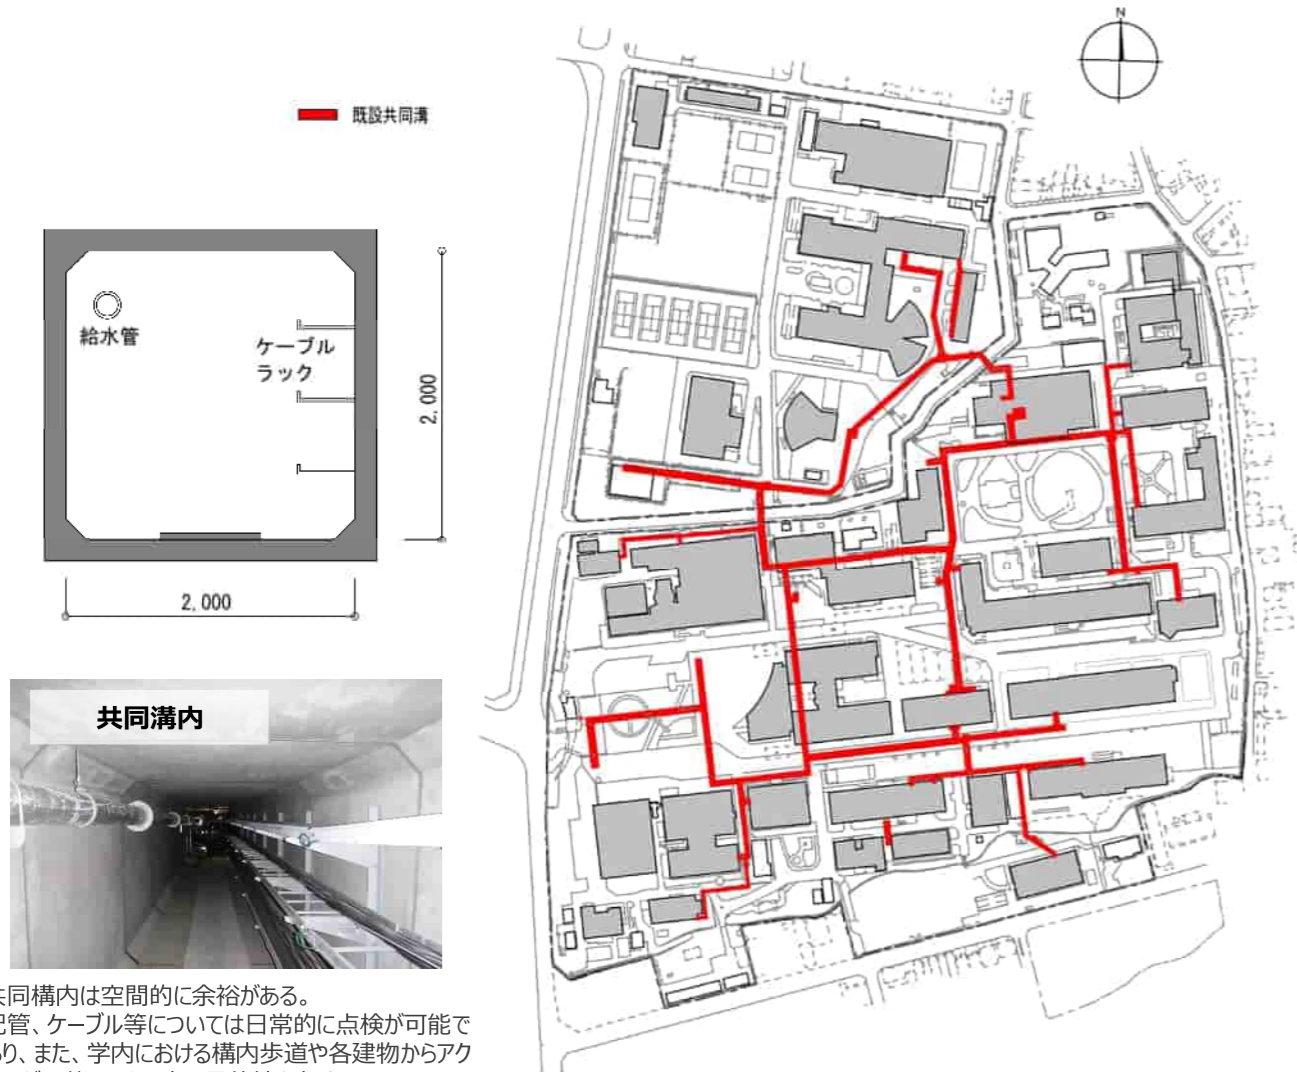 N
既設共同溝
給水管
ケーブル
ラック
2,000
2,000
共同溝内
共同構内は空間的に余裕がある。
配管、ケーブル等については日常的に点検が可能で
あり、また、学内における構内歩道や各建物からアク